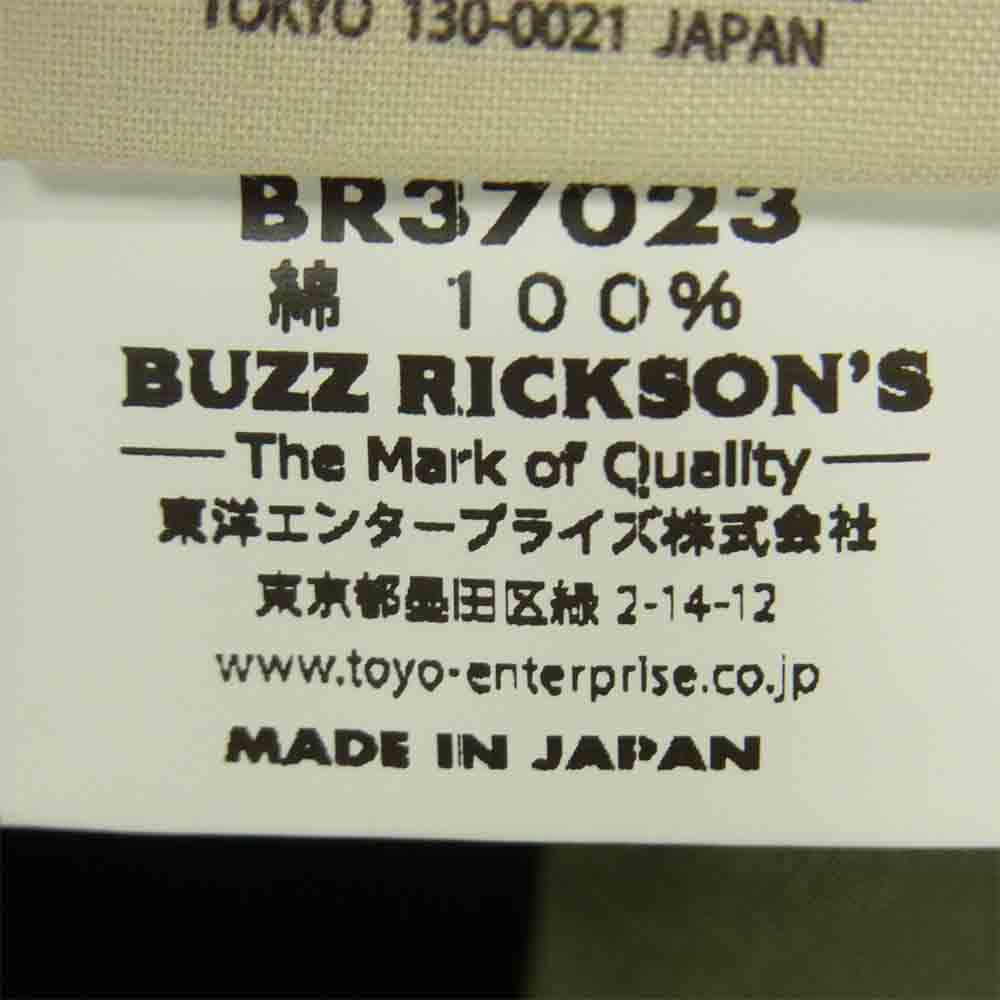 TOKYO 130-0021 JAPAN
BR37023
綿 100%
BUZZ RICKSON'S
The Mark of Quality
東洋エンタープライズ株式会社
東京都墨田区緑 2-14-12
www.toyo-enterprise.co.jp
MADE IN JAPAN